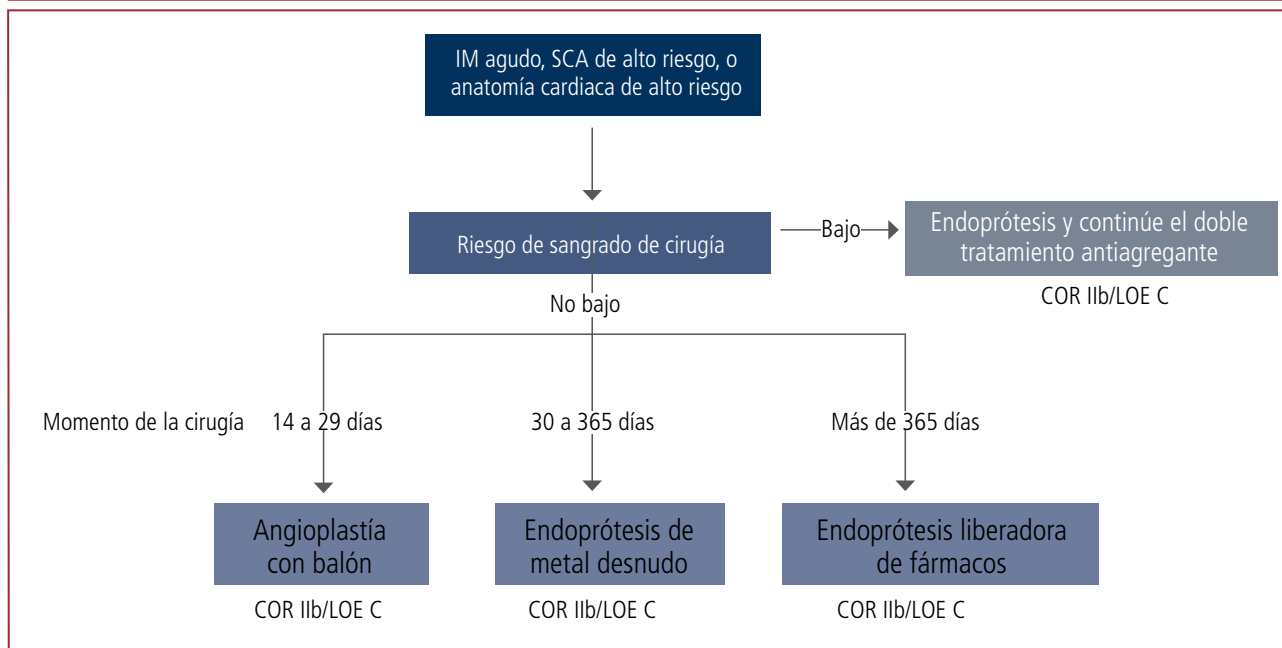 IM agudo, SCA de alto riesgo, o
anatomía cardiaca de alto riesgo
Riesgo de sangrado de cirugía
Bajo
Endoprótesis y continúe el doble
tratamiento antiagregante
COR IIb/LOE C
No bajo
Momento de la cirugía
14 a 29 días
30 a 365 días
Más de 365 días
Angioplastía
con balón
Endoprótesis de
metal desnudo
Endoprótesis liberadora
de fármacos
COR IIb/LOE C
COR IIb/LOE C
COR IIb/LOE C